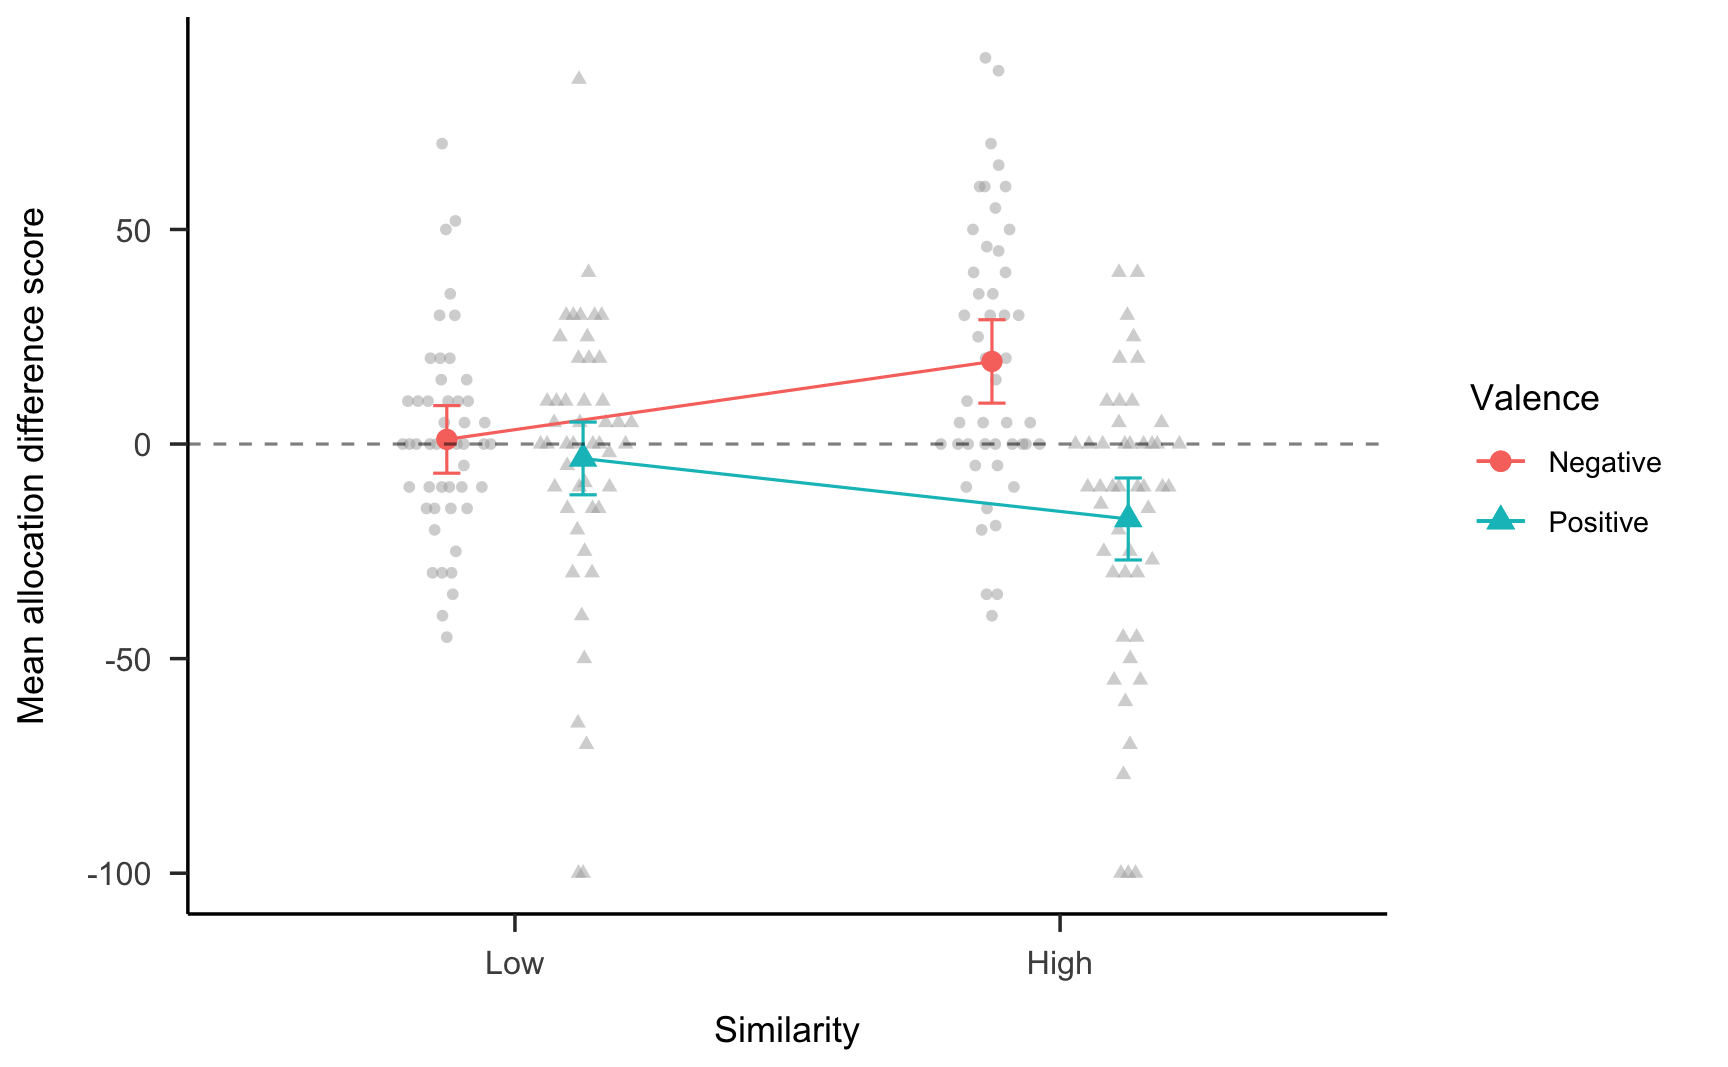 Mean allocation difference score
50
0
-50
-100
Low
High
Similarity
Valence
Negative
Positive